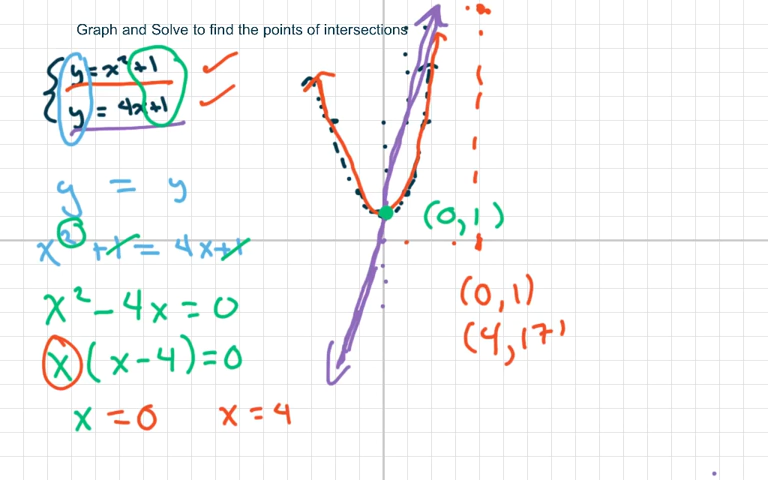 Graph and Solve to find the points of intersections
y = x² + 1
y = 4x + 1
y = y
x² + 1 = 4x + 1
(0, 1)
x² - 4x = 0
(0, 1)
(4, 17)
x (x - 4) = 0
x = 0 x = 4